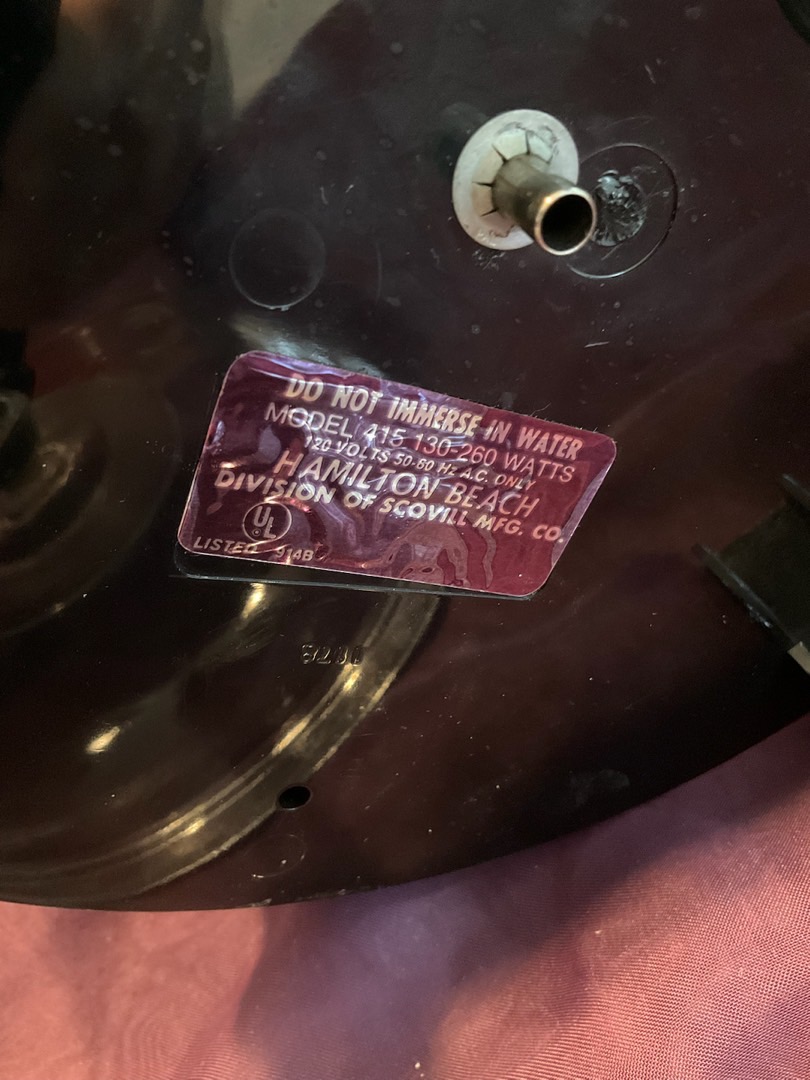 DO NOT IMMERSE IN WATER
MODEL 415 130-260 WATTS
120 VOLTS 50-60 HZ A.C. ONLY
HAMILTON BEACH
DIVISION OF SCOVILL MFG. CO.
UL
LISTED 914B